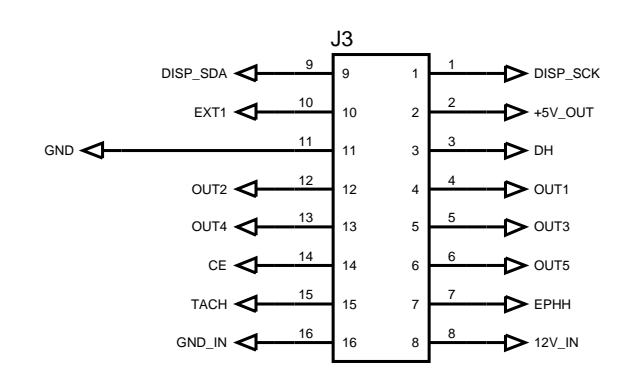 J3
DISP_SDA 9 9 1 1 DISP_SCK
EXT1 10 10 2 2 +5V_OUT
GND 11 11 3 3 DH
OUT2 12 12 4 4 OUT1
OUT4 13 13 5 5 OUT3
CE 14 14 6 6 OUT5
TACH 15 15 7 7 EPHH
GND_IN 16 16 8 8 12V_IN